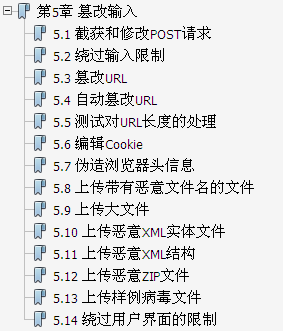 第5章 篡改输入
5.1 截获和修改POST请求
5.2 绕过输入限制
5.3 篡改URL
5.4 自动篡改URL
5.5 测试对URL长度的处理
5.6 编辑Cookie
5.7 伪造浏览器头信息
5.8 上传带有恶意文件名的文件
5.9 上传大文件
5.10 上传恶意XML实体文件
5.11 上传恶意XML结构
5.12 上传恶意ZIP文件
5.13 上传样例病毒文件
5.14 绕过用户界面的限制